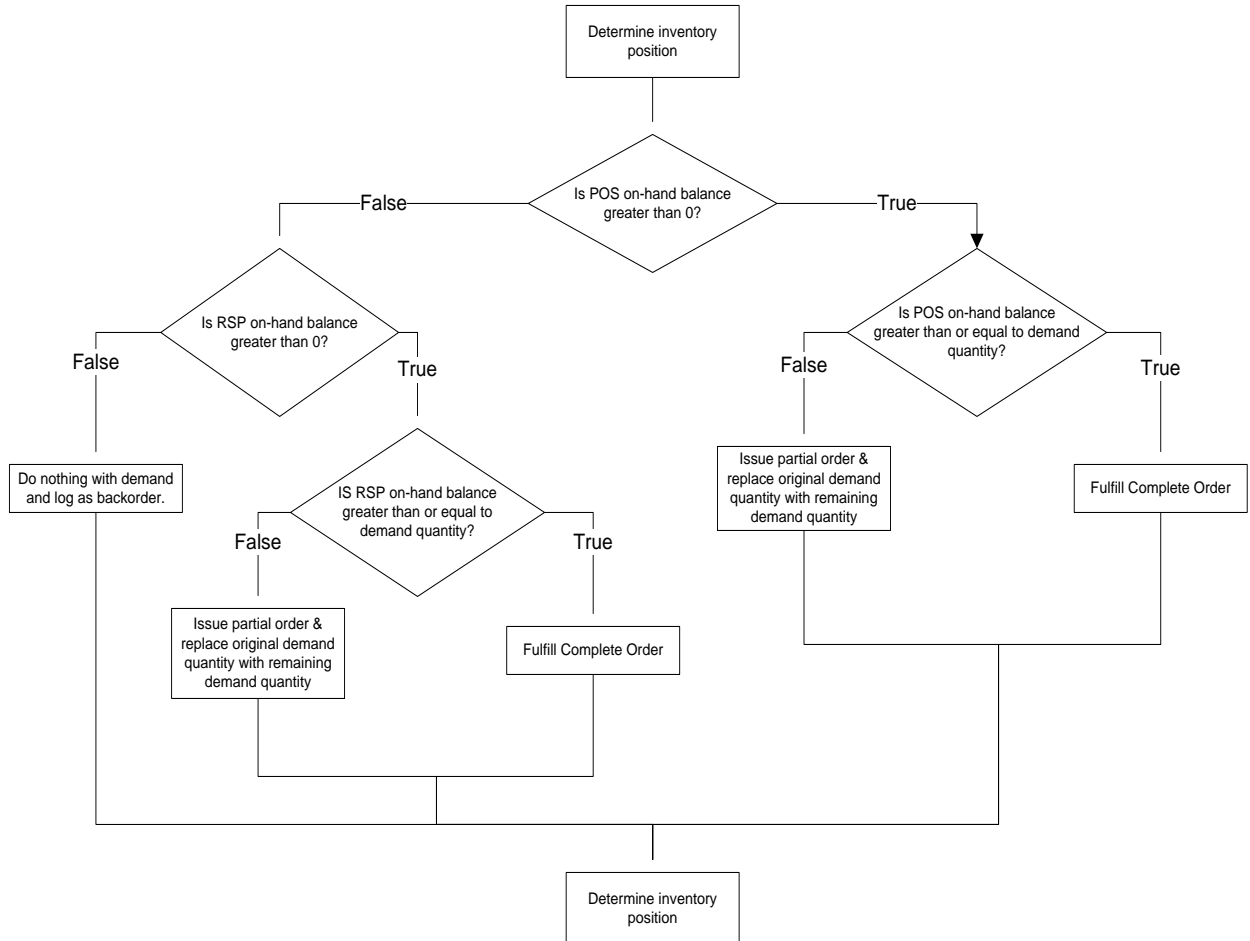 Determine inventory
position
Is POS on-hand balance
greater than 0?
False
True
Is RSP on-hand balance
greater than 0?
Is POS on-hand balance
greater than or equal to demand
quantity?
False
True
False
True
Do nothing with demand
and log as backorder.
IS RSP on-hand balance
greater than or equal to
demand quantity?
Issue partial order &
replace original demand
quantity with remaining
demand quantity
Fulfill Complete Order
False
True
Issue partial order &
replace original demand
quantity with remaining
demand quantity
Fulfill Complete Order
Determine inventory
position